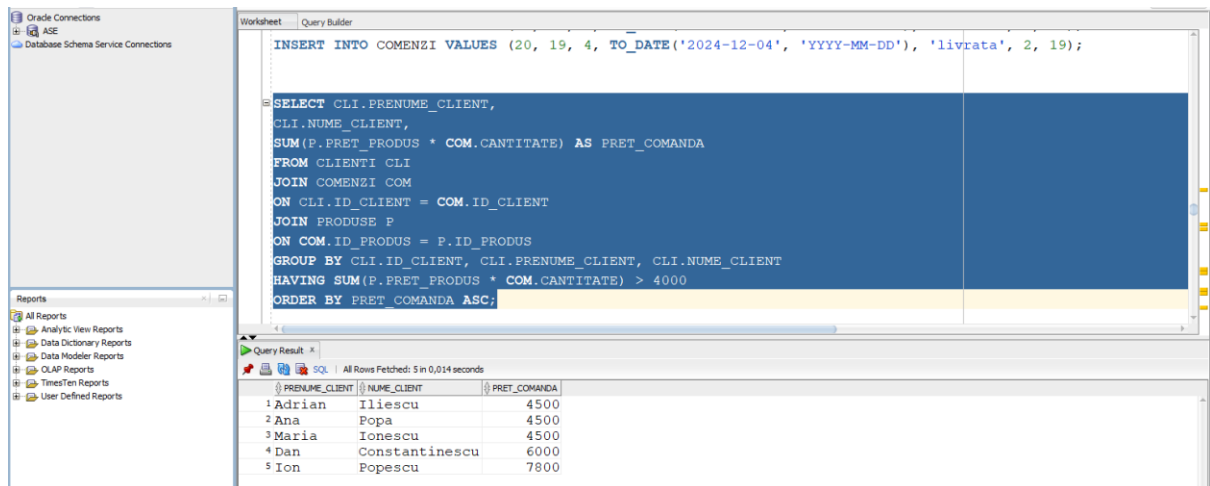 Oracle Connections
ASE
Database Schema Service Connections
Reports
All Reports
Analytic View Reports
Data Dictionary Reports
Data Modeler Reports
OLAP Reports
TimesTen Reports
User Defined Reports
Worksheet Query Builder
INSERT INTO COMENZI VALUES (20, 19, 4, TO_DATE('2024-12-04', 'YYYY-MM-DD'), 'livrata', 2, 19);
SELECT CLI.PRENUME_CLIENT,
CLI.NUME_CLIENT,
SUM(P.PRET_PRODUS * COM.CANTITATE) AS PRET_COMANDA
FROM CLIENTI CLI
JOIN COMENZI COM
ON CLI.ID_CLIENT = COM.ID_CLIENT
JOIN PRODUSE P
ON COM.ID_PRODUS = P.ID_PRODUS
GROUP BY CLI.ID_CLIENT, CLI.PRENUME_CLIENT, CLI.NUME_CLIENT
HAVING SUM(P.PRET_PRODUS * COM.CANTITATE) > 4000
ORDER BY PRET_COMANDA ASC;
Query Result
SQL | All Rows Fetched: 5 in 0,014 seconds
PRENUME_CLIENT NUME_CLIENT PRET_COMANDA
1 Adrian Iliescu 4500
2 Ana Popa 4500
3 Maria Ionescu 4500
4 Dan Constantinescu 6000
5 Ion Popescu 7800